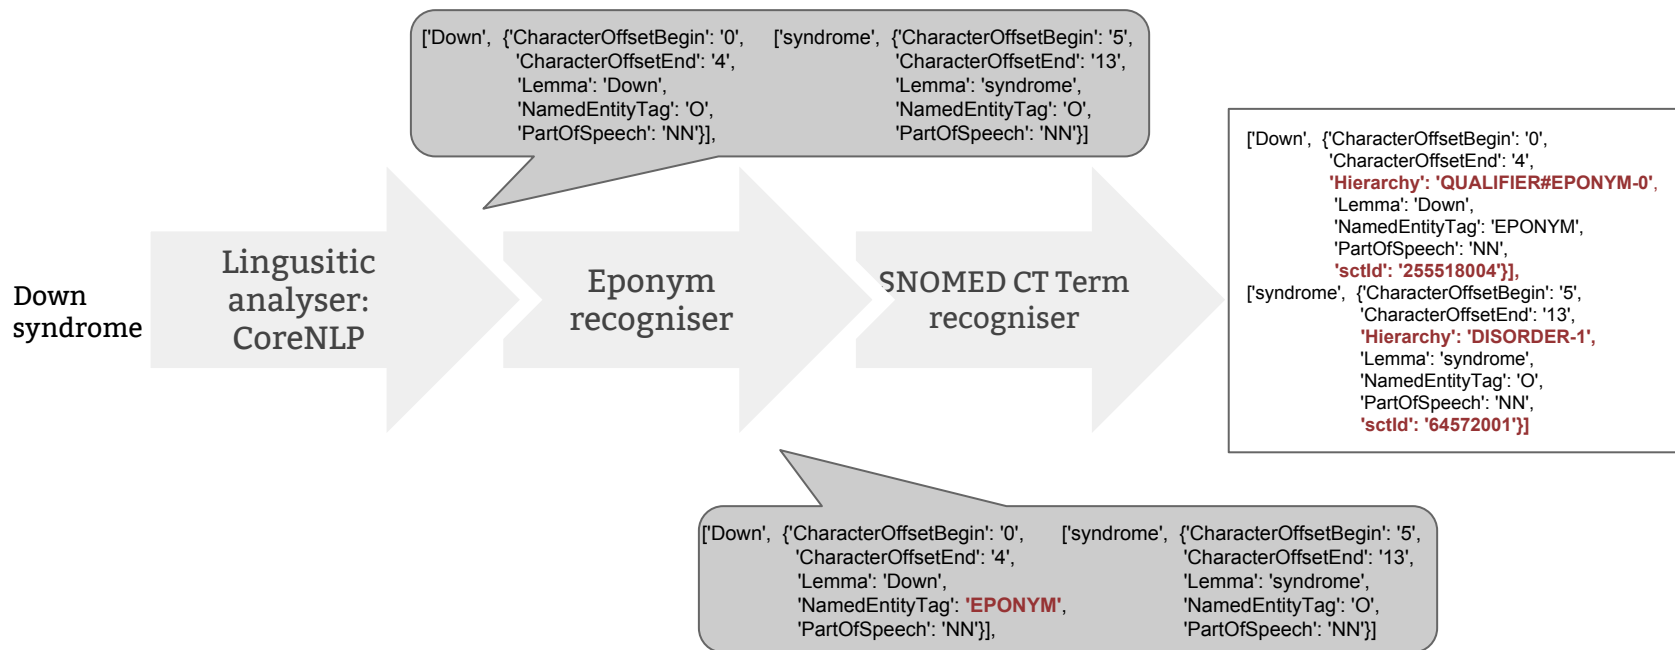 ['Down', {'CharacterOffsetBegin': '0',
'CharacterOffsetEnd': '4',
'Lemma': 'Down',
'NamedEntityTag': 'O',
'PartOfSpeech': 'NN'}],
['syndrome', {'CharacterOffsetBegin': '5',
'CharacterOffsetEnd': '13',
'Lemma': 'syndrome',
'NamedEntityTag': 'O',
'PartOfSpeech': 'NN'}]
Down
syndrome
Lingusitic
analyser:
CoreNLP
Eponym
recogniser
SNOMED CT Term
recogniser
['Down', {'CharacterOffsetBegin': '0',
'CharacterOffsetEnd': '4',
'Hierarchy': 'QUALIFIER#EPONYM-0',
'Lemma': 'Down',
'NamedEntityTag': 'EPONYM',
'PartOfSpeech': 'NN',
'sctId': '255518004'}],
['syndrome', {'CharacterOffsetBegin': '5',
'CharacterOffsetEnd': '13',
'Hierarchy': 'DISORDER-1',
'Lemma': 'syndrome',
'NamedEntityTag': 'O',
'PartOfSpeech': 'NN',
'sctId': '64572001'}]
['Down', {'CharacterOffsetBegin': '0',
'CharacterOffsetEnd': '4',
'Lemma': 'Down',
'NamedEntityTag': 'EPONYM',
'PartOfSpeech': 'NN'}],
['syndrome', {'CharacterOffsetBegin': '5',
'CharacterOffsetEnd': '13',
'Lemma': 'syndrome',
'NamedEntityTag': 'O',
'PartOfSpeech': 'NN'}]